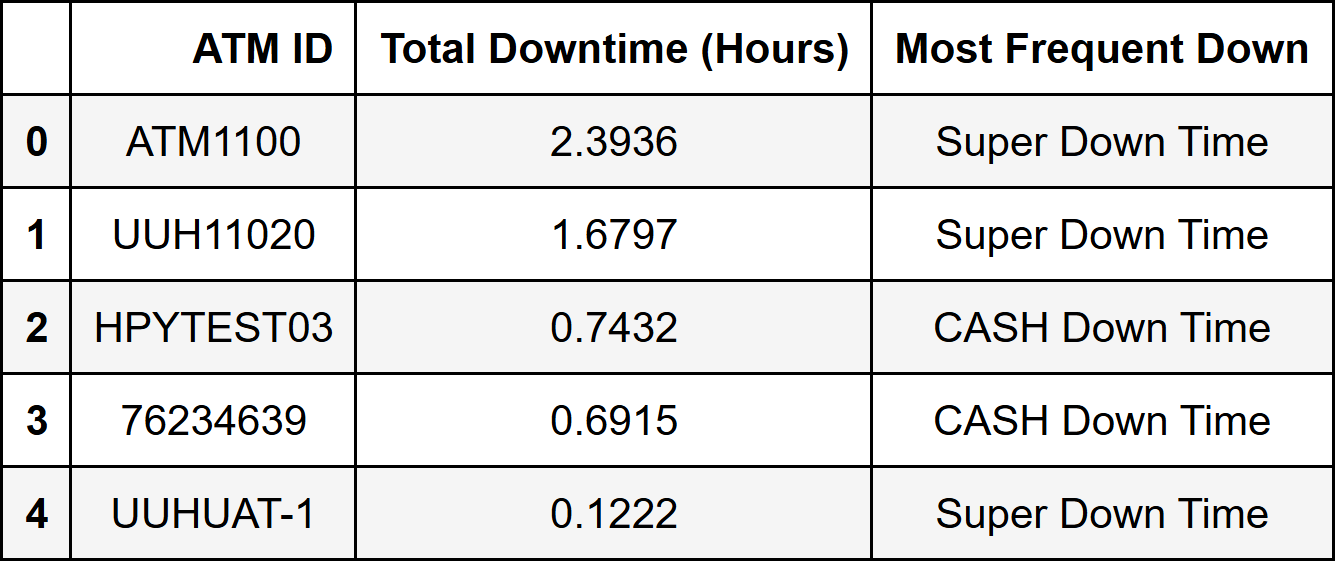 ATM ID Total Downtime (Hours) Most Frequent Down
0 ATM1100 2.3936 Super Down Time
1 UUH11020 1.6797 Super Down Time
2 HPYTEST03 0.7432 CASH Down Time
3 76234639 0.6915 CASH Down Time
4 UUHUAT-1 0.1222 Super Down Time